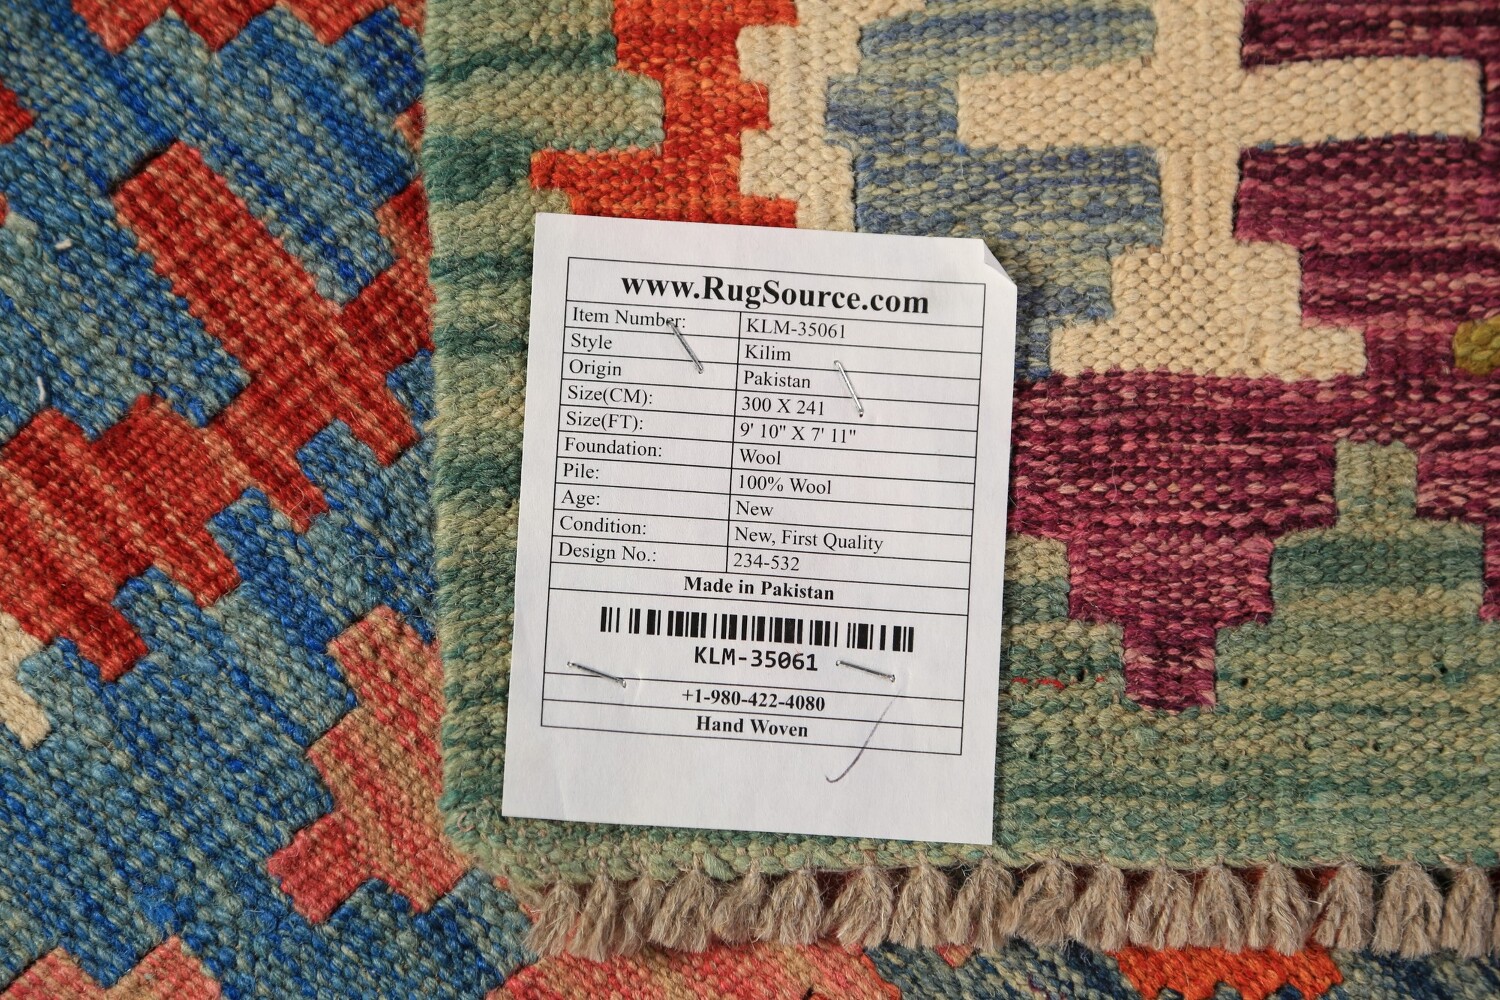 www.RugSource.com
Item Number: KLM-35061
Style Kilim
Origin Pakistan
Size(CM): 300 X 241
Size(FT): 9' 10" X 7' 11"
Foundation: Wool
Pile: 100% Wool
Age: New
Condition: New, First Quality
Design No.: 234-532
Made in Pakistan
KLM-35061
+1-980-422-4080
Hand Woven